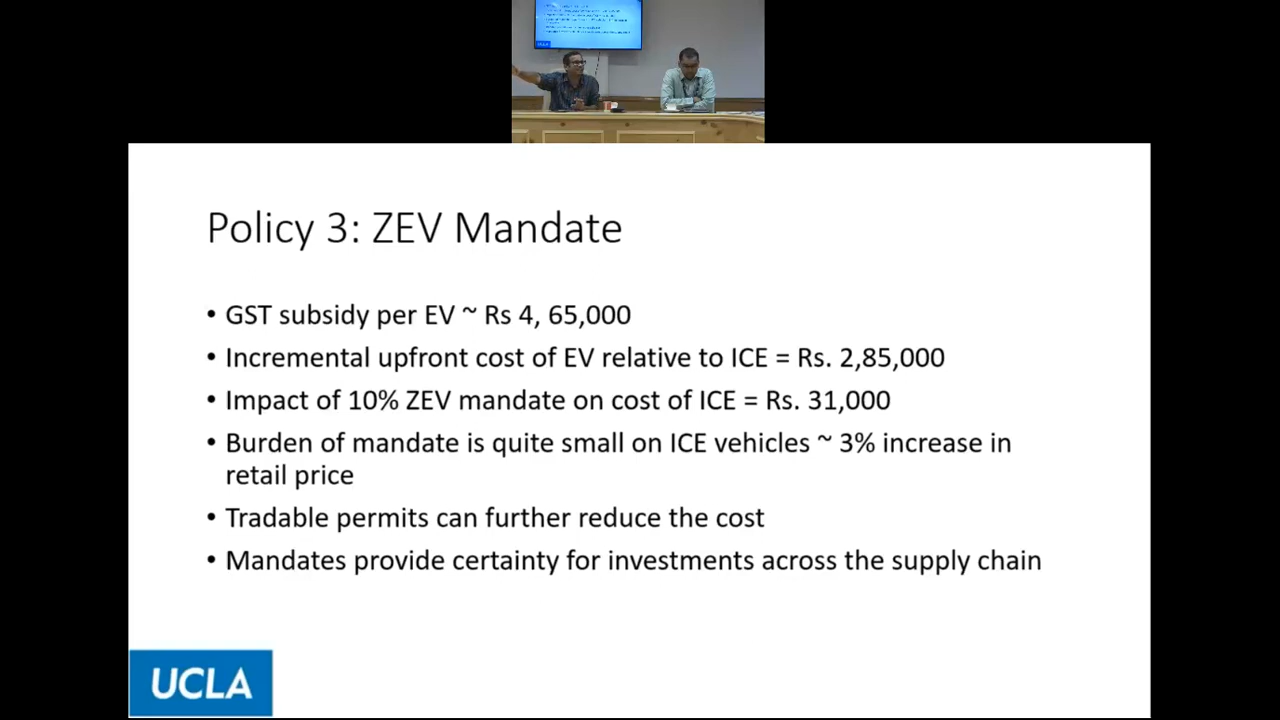 UCLA
Policy 3: ZEV Mandate
• GST subsidy per EV ~ Rs 4, 65,000
• Incremental upfront cost of EV relative to ICE = Rs. 2,85,000
• Impact of 10% ZEV mandate on cost of ICE = Rs. 31,000
• Burden of mandate is quite small on ICE vehicles ~ 3% increase in
retail price
• Tradable permits can further reduce the cost
• Mandates provide certainty for investments across the supply chain
UCLA